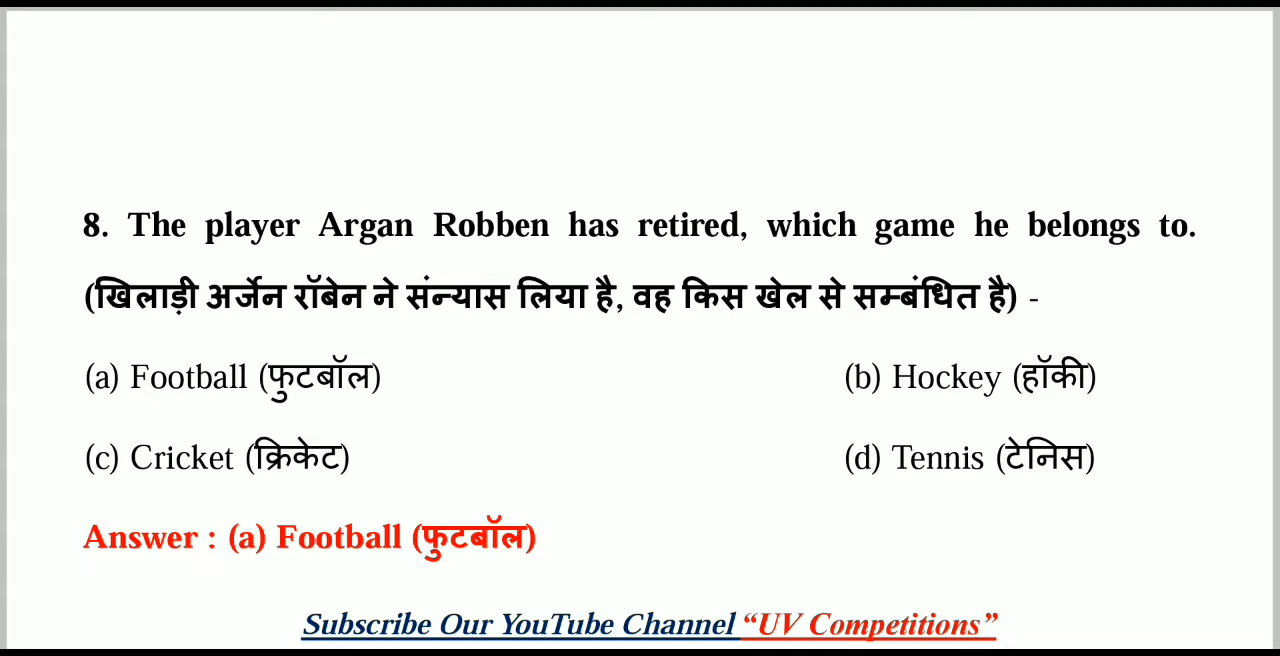 8. The player Argan Robben has retired, which game he belongs to.
(खिलाड़ी अर्जेन रॉबेन ने संन्यास लिया है, वह किस खेल से सम्बंधित है) -
(a) Football (फुटबॉल) (b) Hockey (हॉकी)
(c) Cricket (क्रिकेट) (d) Tennis (टेनिस)
Answer : (a) Football (फुटबॉल)
Subscribe Our YouTube Channel “UV Competitions”